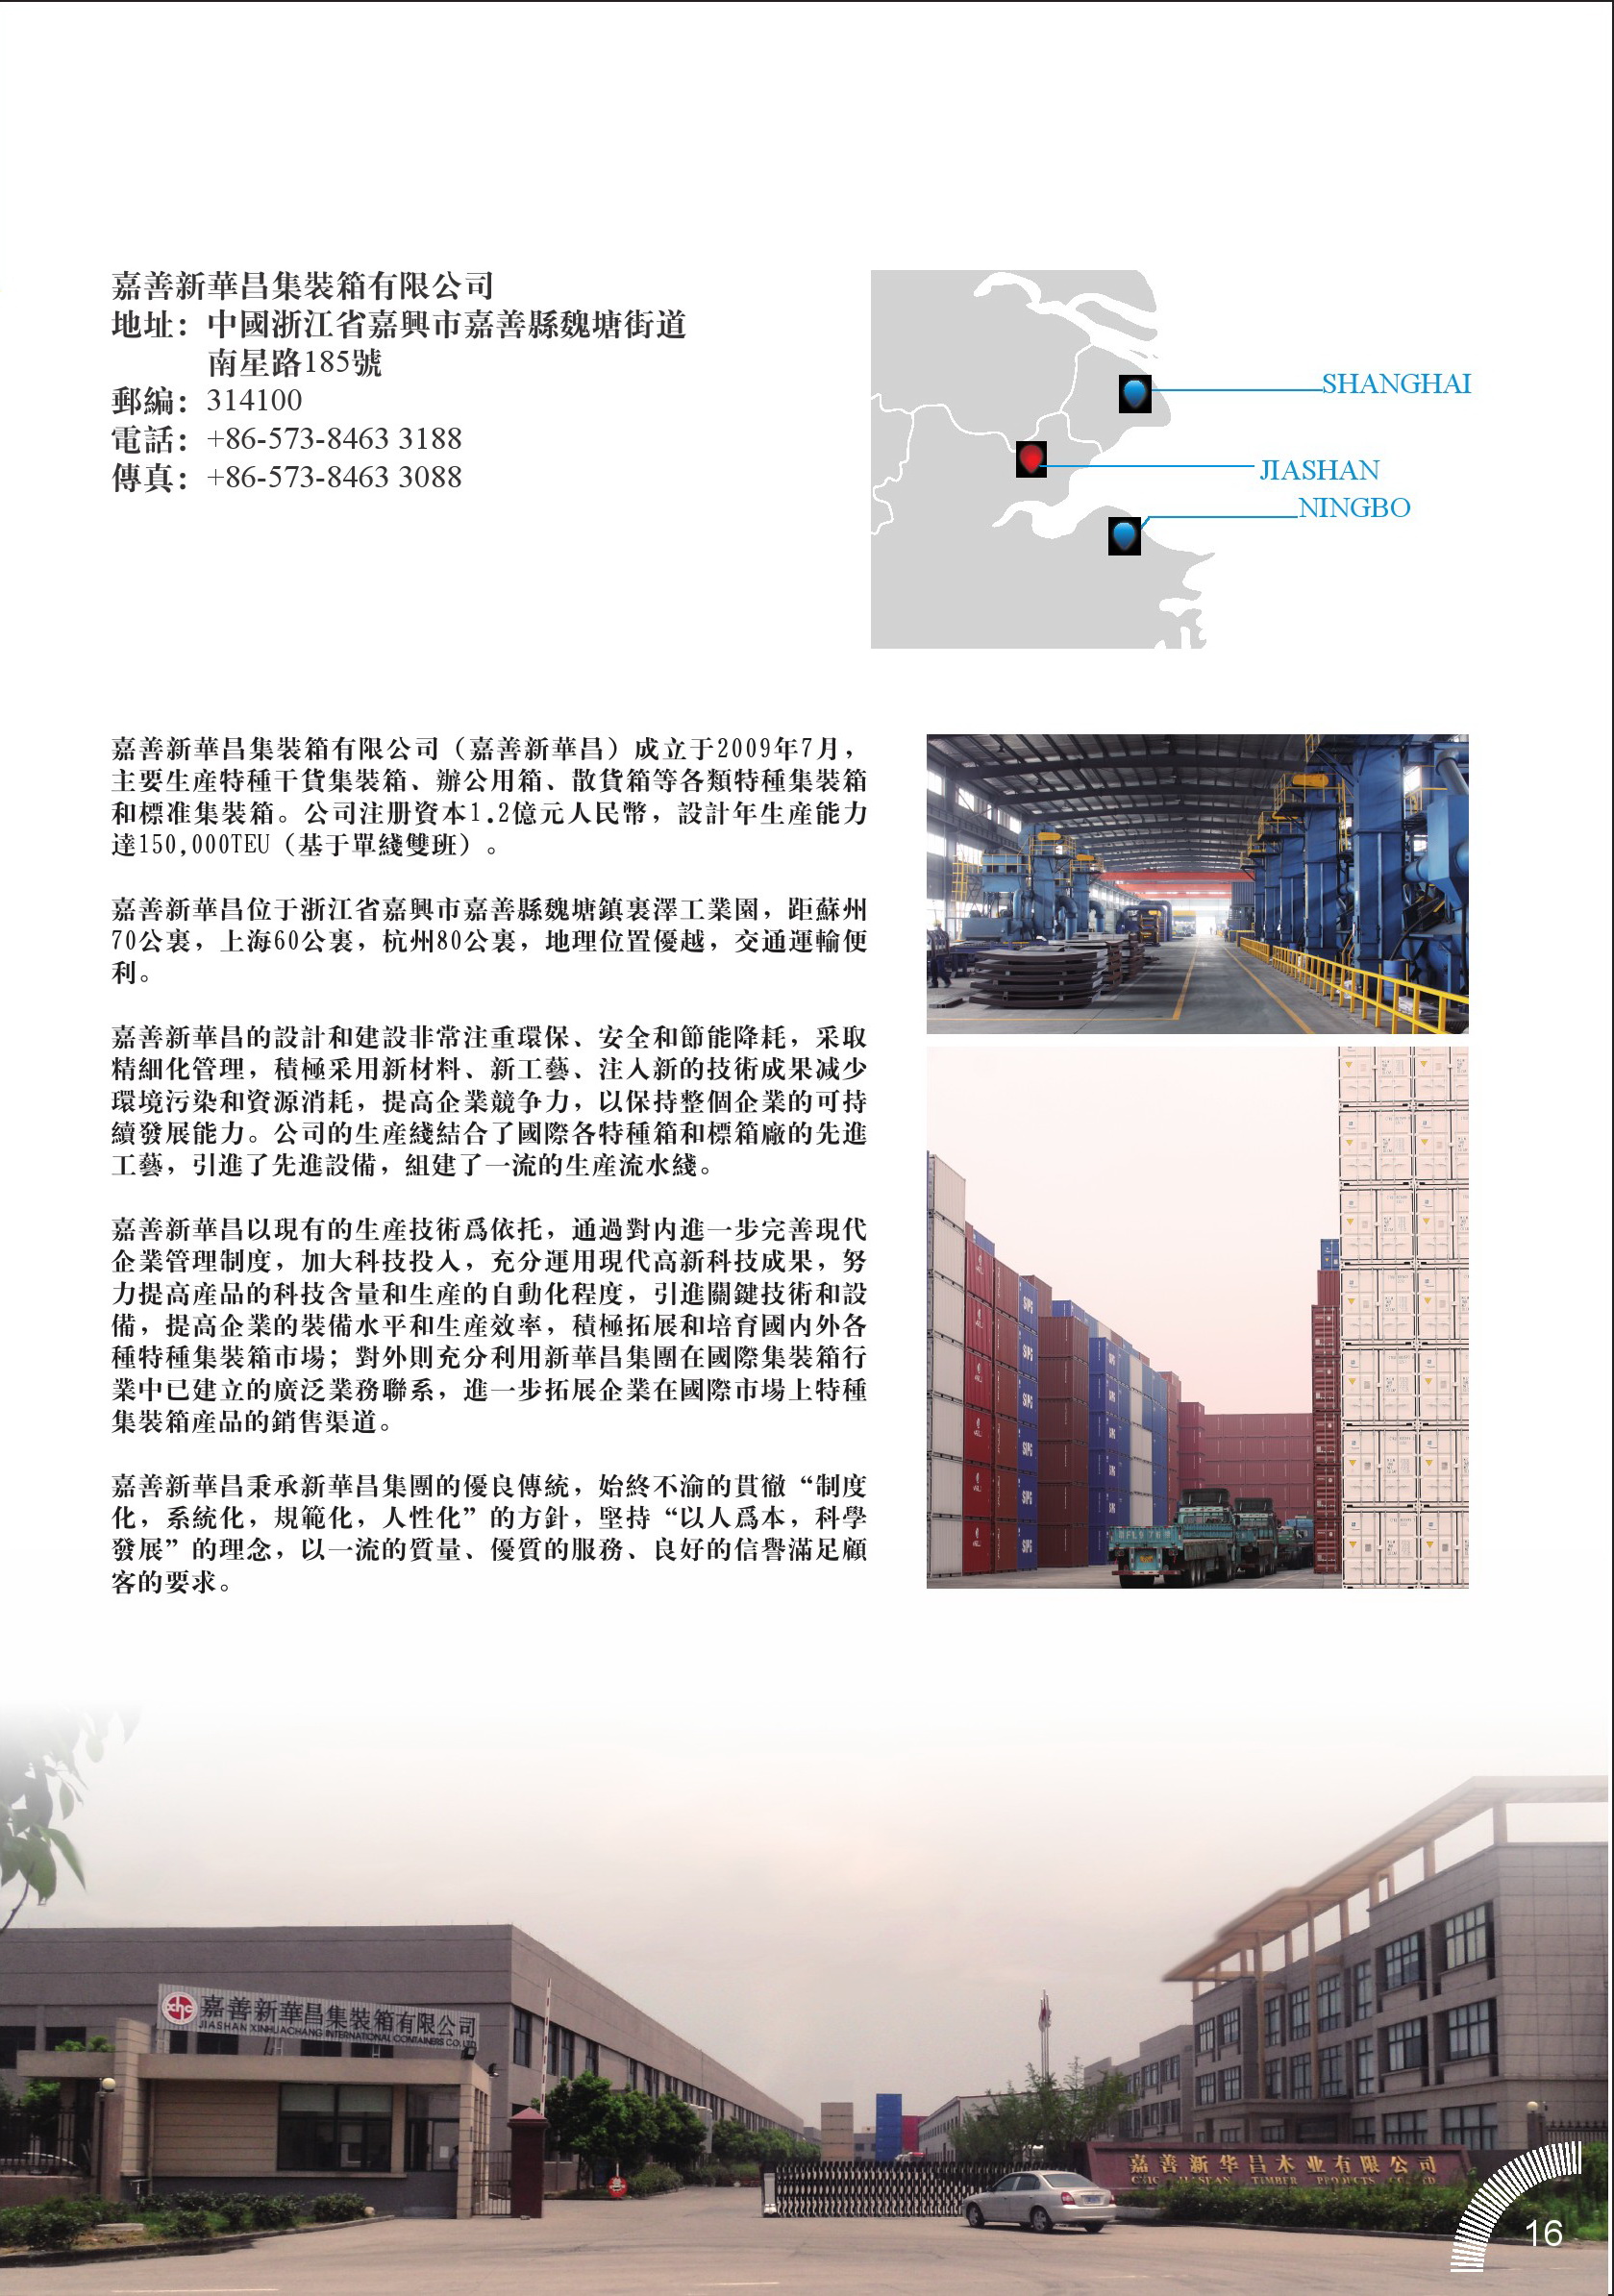 嘉善新華昌集裝箱有限公司
地址：中國浙江省嘉興市嘉善縣魏塘街道
南星路185號
郵編：314100
電話：+86-573-8463 3188
傳真：+86-573-8463 3088
SHANGHAI
JIASHAN
NINGBO
嘉善新華昌集裝箱有限公司（嘉善新華昌）成立于2009年7月，
主要生產特種干貨集裝箱、辦公用箱、散貨箱等各類特種集裝箱
和標准集裝箱。公司注册資本1.2億元人民幣，設計年生產能力
達150,000TEU（基于單綫雙班）。
嘉善新華昌位于浙江省嘉興市嘉善縣魏塘鎮裏澤工業園，距蘇州
70公裏，上海60公裏，杭州80公裏，地理位置優越，交通運輸便
利。
嘉善新華昌的設計和建設非常注重環保、安全和節能降耗，采取
精細化管理，積極采用新材料、新工藝、注入新的技術成果减少
環境污染和資源消耗，提高企業競争力，以保持整個企業的可持
續發展能力。公司的生産綫結合了國際各特種箱和標箱廠的先進
工藝，引進了先進設備，組建了一流的生産流水綫。
嘉善新華昌以現有的生産技術爲依托，通過對内進一步完善現代
企業管理制度，加大科技投入，充分運用現代高新科技成果，努
力提高產品的科技含量和生産的自動化程度，引進關鍵技術和設
備，提高企業的裝備水平和生産效率，積極拓展和培育國内外各
種特種集裝箱市場；對外則充分利用新華昌集團在國際集裝箱行
業中已建立的廣泛業務聯系，進一步拓展企業在國際市場上特種
集裝箱産品的銷售渠道。
嘉善新華昌秉承新華昌集團的優良傳統，始終不渝的貫徹“制度
化，系統化，規範化，人性化”的方針，堅持“以人爲本，科學
發展”的理念，以一流的質量、優質的服務、良好的信譽滿足顧
客的要求。
SIPG
SIPG
SIPG
SIPG
SIPG
SIPG
xhc 嘉善新華昌集裝箱有限公司
JIASHAN XINHUACHANG INTERNATIONAL CONTAINERS CO.,LTD
嘉善新华昌木业有限公司
CXIC JIASHAN TIMBER PRODUCTS CO LTD
16